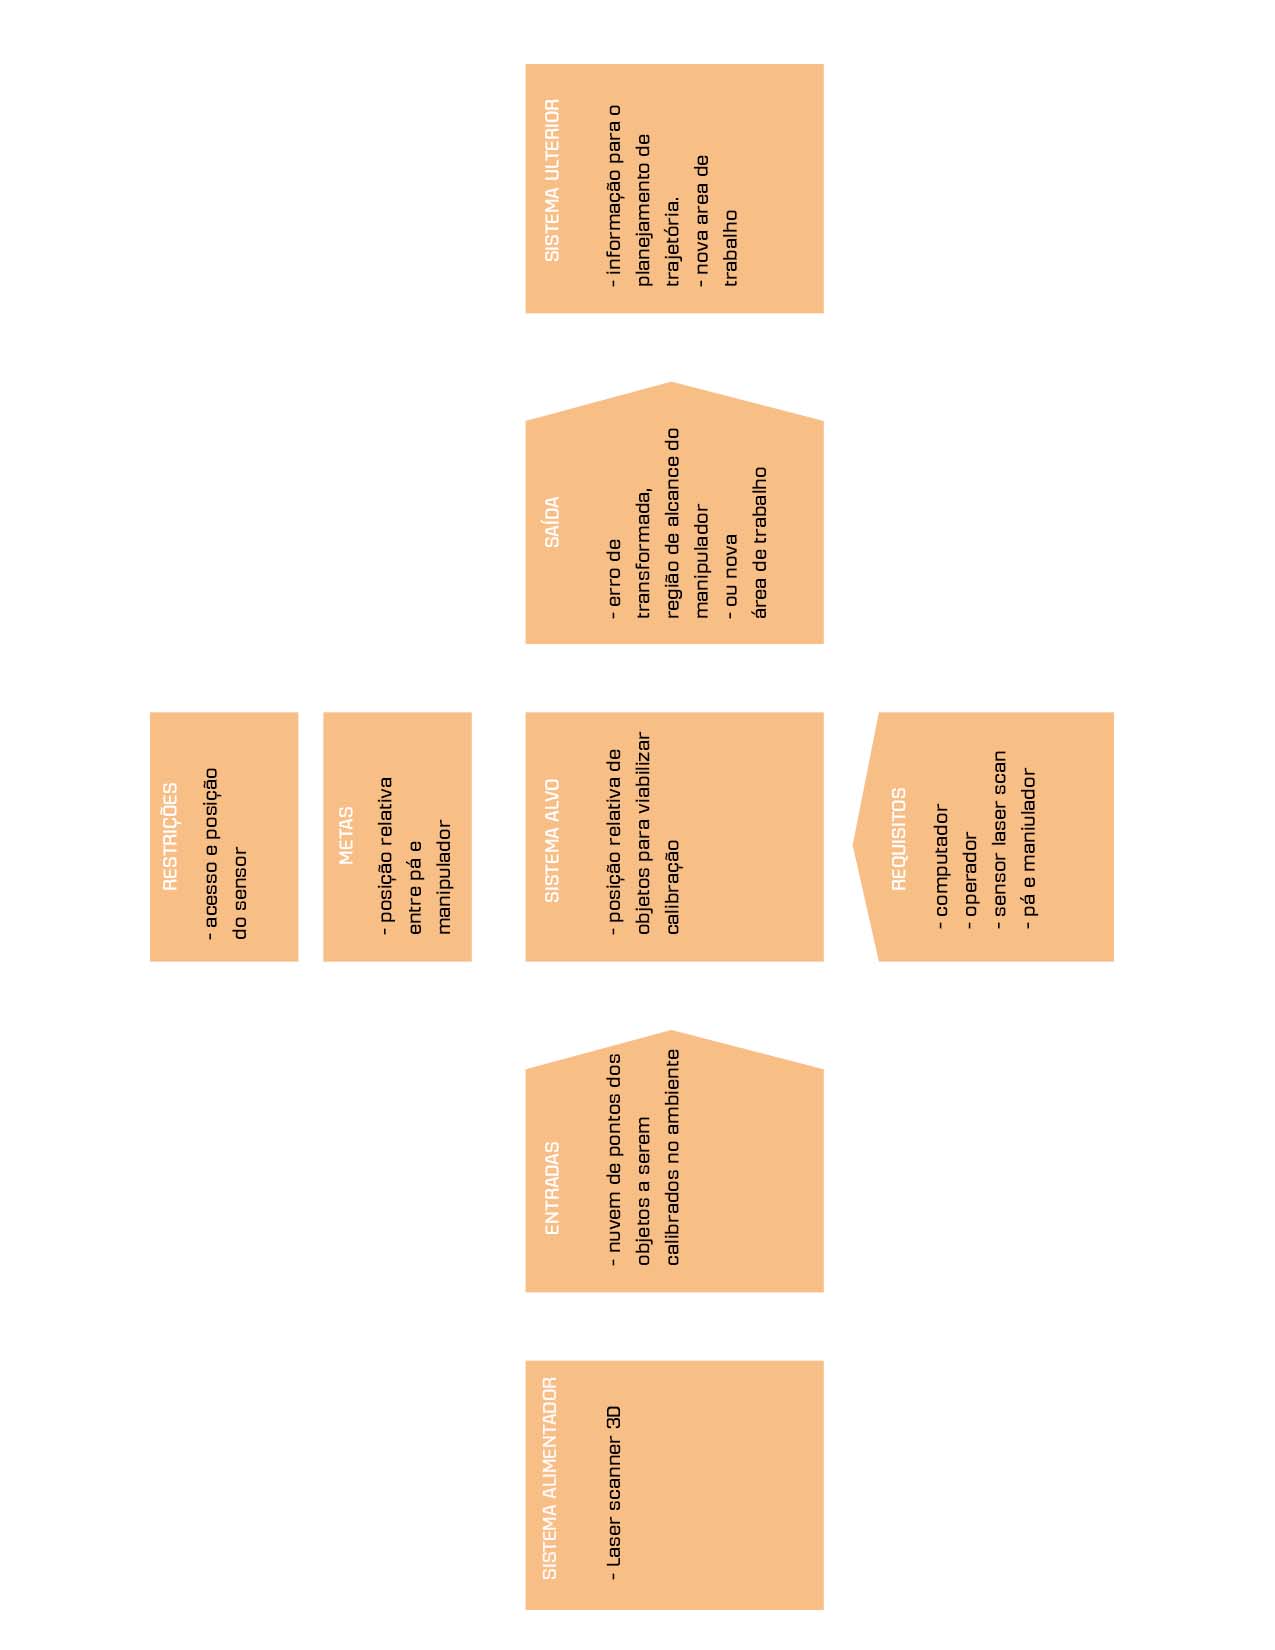 RESTRIÇÕES
- acesso e posição
do sensor
METAS
- posição relativa
entre pá e
manipulador
SISTEMA ALIMENTADOR
- Laser scanner 3D
ENTRADAS
- nuvem de pontos dos
objetos a serem
calibrados no ambiente
SISTEMA ALVO
- posição relativa de
objetos para viabilizar
calibração
SAÍDA
- erro de
transformada,
região de alcance do
manipulador
- ou nova
área de trabalho
SISTEMA ULTERIOR
- informação para o
planejamento de
trajetória.
- nova area de
trabalho
REQUISITOS
- computador
- operador
- sensor laser scan
- pá e maniulador